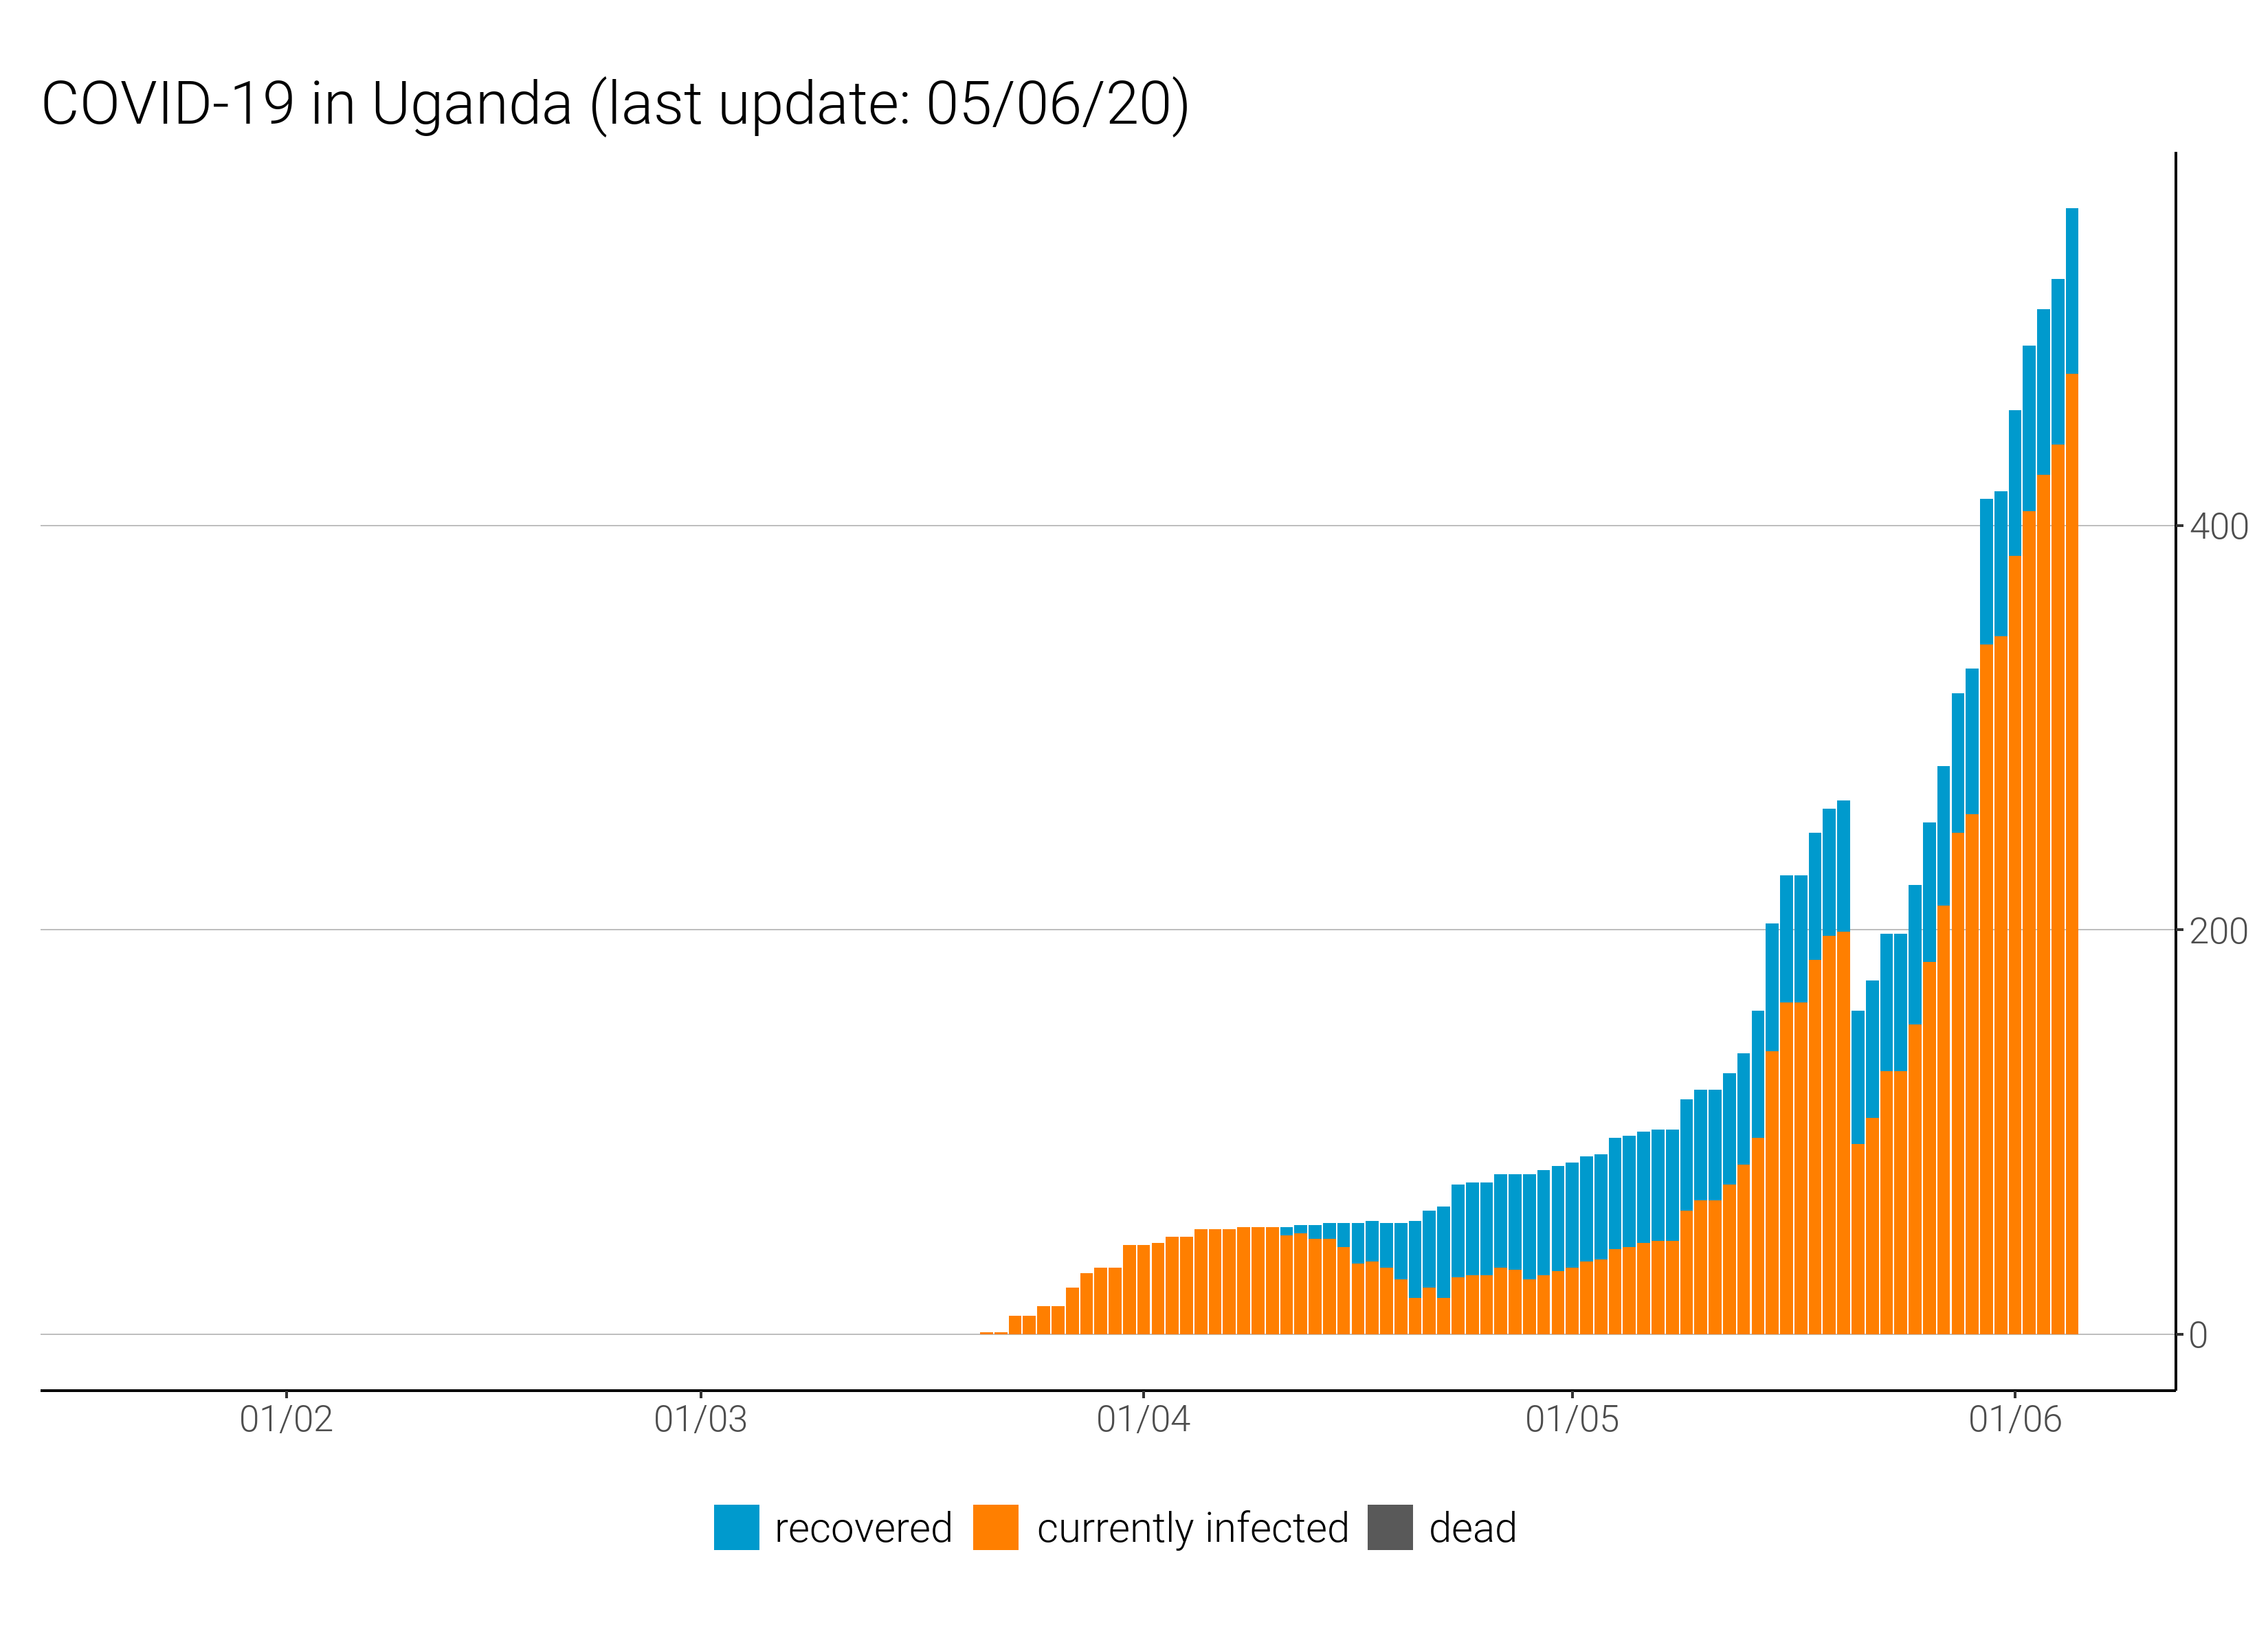 COVID-19 in Uganda (last update: 05/06/20)
400
200
0
01/02 01/03 01/04 01/05 01/06
recovered currently infected dead